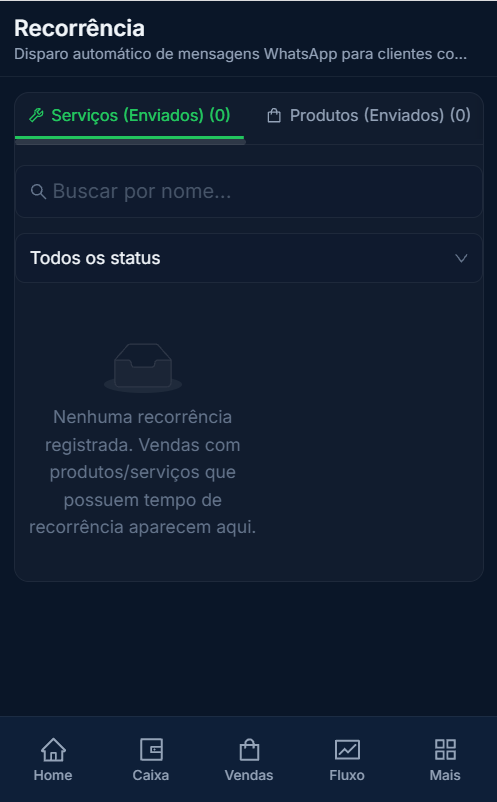 Recorrência
Disparo automático de mensagens WhatsApp para clientes co...
Serviços (Enviados) (0)
Produtos (Enviados) (0)
Buscar por nome...
Todos os status
Nenhuma recorrência
registrada. Vendas com
produtos/serviços que
possuem tempo de
recorrência aparecem aqui.
Home
Caixa
Vendas
Fluxo
Mais